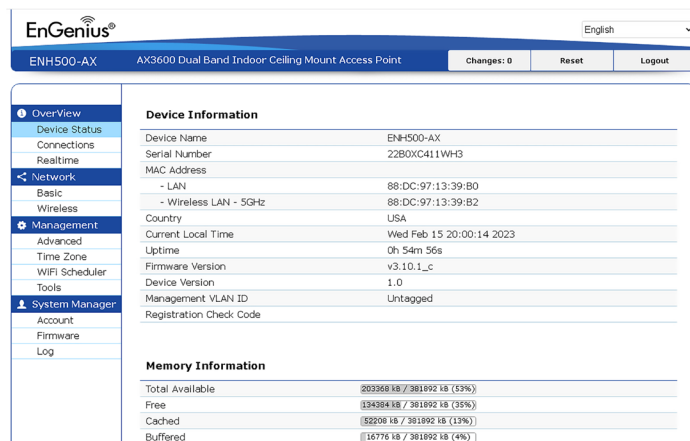 EnGenius®
English
ENH500-AX
AX3600 Dual Band Indoor Ceiling Mount Access Point
Changes: 0
Reset
Logout
OverView
Device Status
Connections
Realtime
Network
Basic
Wireless
Management
Advanced
Time Zone
WiFi Scheduler
Tools
System Manager
Account
Firmware
Log
Device Information
Device Name ENH500-AX
Serial Number 22B0XC411WH3
MAC Address
- LAN 88:DC:97:13:39:B0
- Wireless LAN - 5GHz 88:DC:97:13:39:B2
Country USA
Current Local Time Wed Feb 15 20:00:14 2023
Uptime 0h 54m 56s
Firmware Version v3.10.1_c
Device Version 1.0
Management VLAN ID Untagged
Registration Check Code
Memory Information
Total Available 203368 kB / 381892 kB (53%)
Free 134384 kB / 381892 kB (35%)
Cached 52208 kB / 381892 kB (13%)
Buffered 16776 kB / 381892 kB (4%)